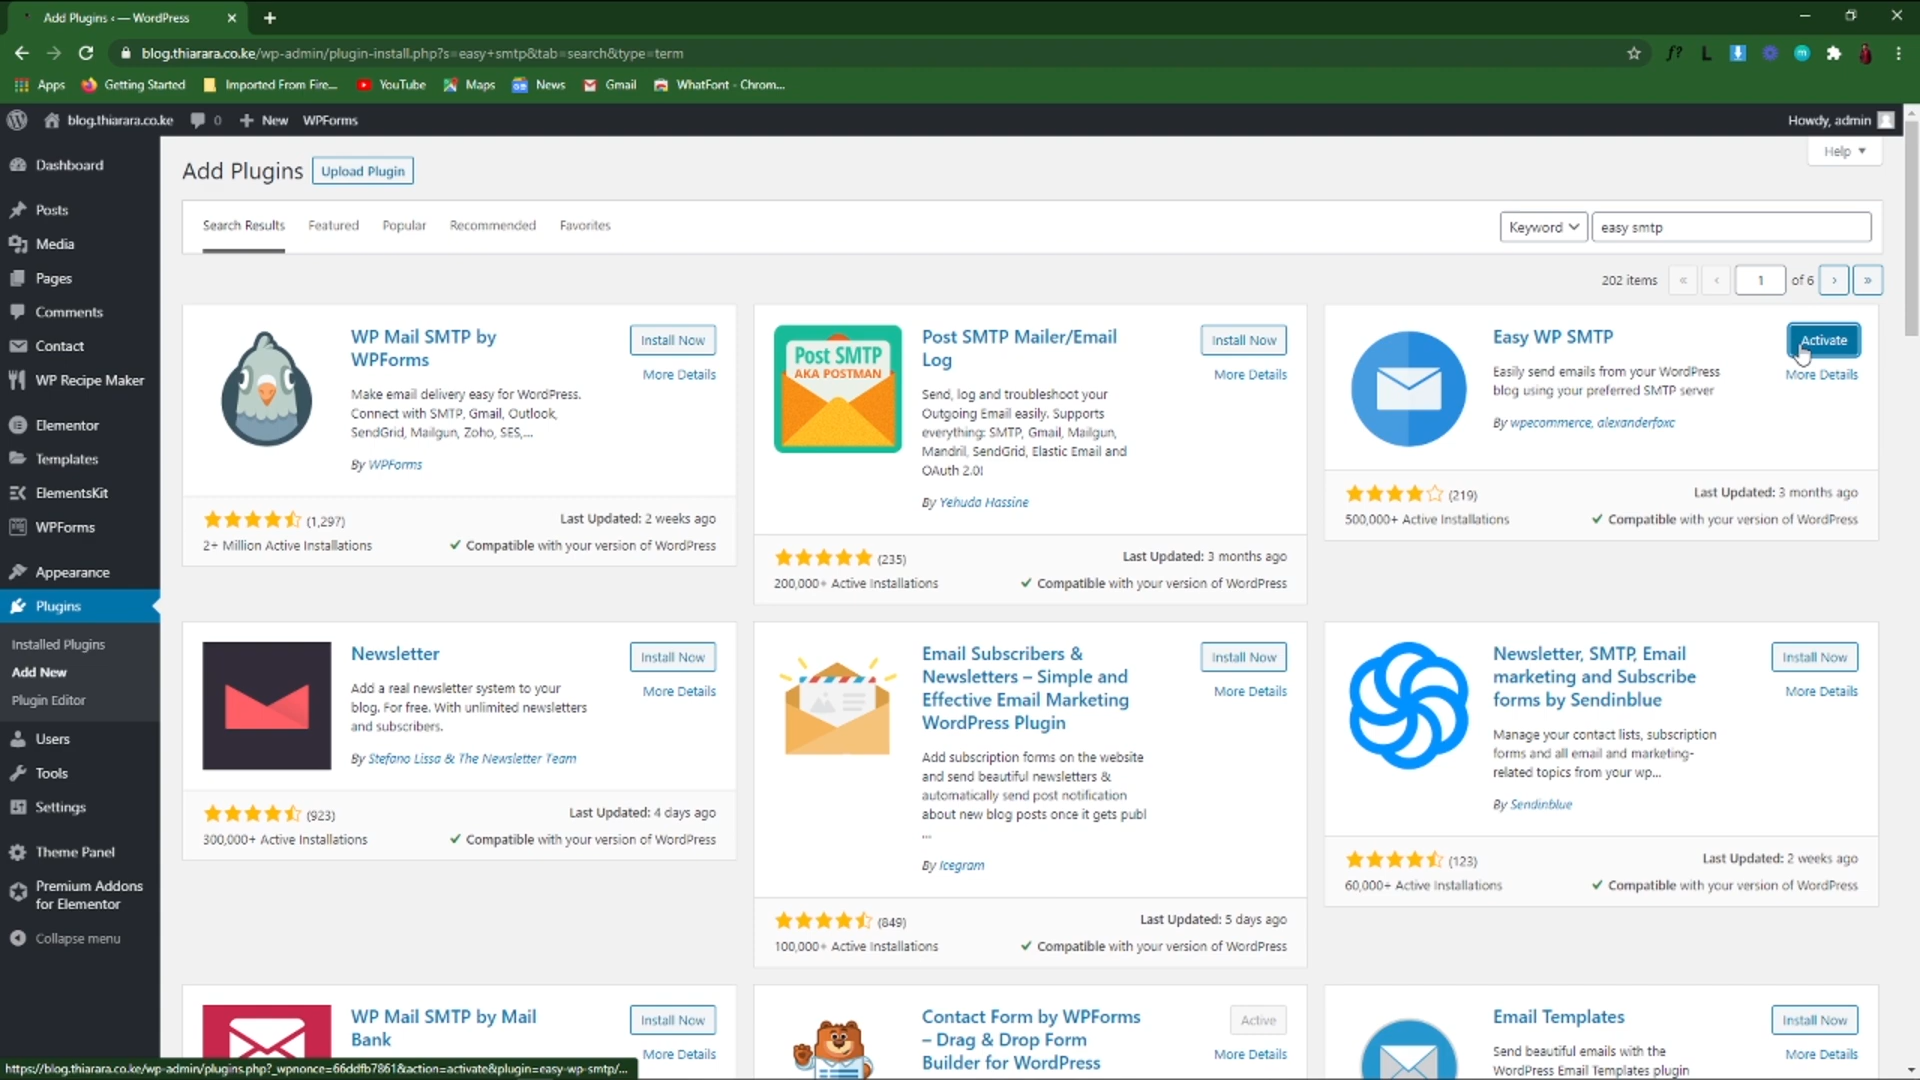 Add Plugins ‹ — WordPress
blog.thiarara.co.ke/wp-admin/plugin-install.php?s=easy+smtp&tab=search&type=term
Apps
Getting Started
Imported From Fire...
YouTube
Maps
News
Gmail
WhatFont - Chrom...
blog.thiarara.co.ke
0
New
WPForms
Howdy, admin
Dashboard
Posts
Media
Pages
Comments
Contact
WP Recipe Maker
Elementor
Templates
ElementsKit
WPForms
Appearance
Plugins
Installed Plugins
Add New
Plugin Editor
Users
Tools
Settings
Theme Panel
Premium Addons
for Elementor
Collapse menu
Add Plugins
Upload Plugin
Help
Search Results
Featured
Popular
Recommended
Favorites
Keyword
easy smtp
202 items
«
‹
1
of 6
›
»
WP Mail SMTP by
WPForms
Install Now
More Details
Make email delivery easy for WordPress.
Connect with SMTP, Gmail, Outlook,
SendGrid, Mailgun, Zoho, SES,...
By WPForms
(1,297)
Last Updated: 2 weeks ago
2+ Million Active Installations
Compatible with your version of WordPress
Post SMTP
AKA POSTMAN
Post SMTP Mailer/Email
Log
Install Now
More Details
Send, log and troubleshoot your
Outgoing Email easily. Supports
everything: SMTP, Gmail, Mailgun,
Mandril, SendGrid, Elastic Email and
OAuth 2.0!
By Yehuda Hassine
(235)
Last Updated: 3 months ago
200,000+ Active Installations
Compatible with your version of WordPress
Easy WP SMTP
Activate
More Details
Easily send emails from your WordPress
blog using your preferred SMTP server
By wpecommerce, alexanderfoxc
(219)
Last Updated: 3 months ago
500,000+ Active Installations
Compatible with your version of WordPress
Newsletter
Install Now
More Details
Add a real newsletter system to your
blog. For free. With unlimited newsletters
and subscribers.
By Stefano Lissa & The Newsletter Team
(923)
Last Updated: 4 days ago
300,000+ Active Installations
Compatible with your version of WordPress
Email Subscribers &
Newsletters – Simple and
Effective Email Marketing
WordPress Plugin
Install Now
More Details
Add subscription forms on the website
and send beautiful newsletters &
automatically send post notification
about new blog posts once it gets publ
...
By Icegram
(849)
Last Updated: 5 days ago
100,000+ Active Installations
Compatible with your version of WordPress
Newsletter, SMTP, Email
marketing and Subscribe
forms by Sendinblue
Install Now
More Details
Manage your contact lists, subscription
forms and all email and marketing-
related topics from your wp...
By Sendinblue
(123)
Last Updated: 2 weeks ago
60,000+ Active Installations
Compatible with your version of WordPress
WP Mail SMTP by Mail
Bank
Install Now
More Details
Contact Form by WPForms
– Drag & Drop Form
Builder for WordPress
Active
More Details
Email Templates
Install Now
More Details
Send beautiful emails with the
WordPress Email Templates plugin
https://blog.thiarara.co.ke/wp-admin/plugins.php?_wpnonce=66ddfb7861&action=activate&plugin=easy-wp-smtp/...